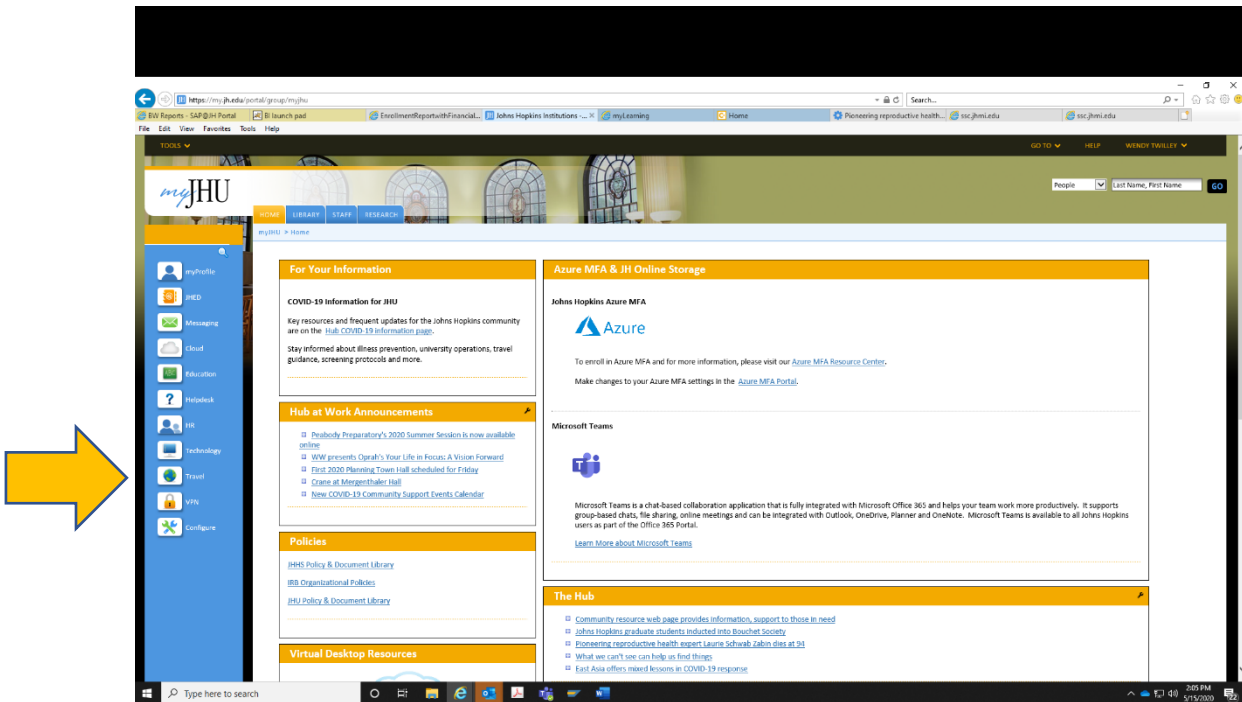 https://my.jh.edu/portal/group/myjhu
Search...
BW Reports - SAP@JH Portal
BI launch pad
EnrollmentReportwithFinancial...
Johns Hopkins Institutions -...
myLearning
Home
Pioneering reproductive health...
ssc.jhmi.edu
ssc.jhmi.edu
File Edit View Favorites Tools Help
TOOLS
GO TO
HELP
WENDY TWILLEY
myJHU
People
Last Name, First Name
GO
HOME
LIBRARY
STAFF
RESEARCH
myJHU > Home
myProfile
JHED
Messaging
Cloud
Education
Helpdesk
HR
Technology
Travel
VPN
Configure
For Your Information
COVID-19 Information for JHU
Key resources and frequent updates for the Johns Hopkins community
are on the Hub COVID-19 information page.
Stay informed about illness prevention, university operations, travel
guidance, screening protocols and more.
Hub at Work Announcements
Peabody Preparatory's 2020 Summer Session is now available
online
WW presents Oprah's Your Life in Focus: A Vision Forward
First 2020 Planning Town Hall scheduled for Friday
Crane at Mergenthaler Hall
New COVID-19 Community Support Events Calendar
Policies
JHHS Policy & Document Library
IRB Organizational Policies
JHU Policy & Document Library
Virtual Desktop Resources
Azure MFA & JH Online Storage
Johns Hopkins Azure MFA
Azure
To enroll in Azure MFA and for more information, please visit our Azure MFA Resource Center.
Make changes to your Azure MFA settings in the Azure MFA Portal.
Microsoft Teams
Microsoft Teams is a chat-based collaboration application that is fully integrated with Microsoft Office 365 and helps your team work more productively. It supports
group-based chats, file sharing, online meetings and can be integrated with Outlook, OneDrive, Planner and OneNote. Microsoft Teams is available to all Johns Hopkins
users as part of the Office 365 Portal.
Learn More about Microsoft Teams
The Hub
Community resource web page provides information, support to those in need
Johns Hopkins graduate students inducted into Bouchet Society
Pioneering reproductive health expert Laurie Schwab Zabin dies at 94
What we can't see can help us find things
East Asia offers mixed lessons in COVID-19 response
Type here to search
2:05 PM
5/15/2020
22